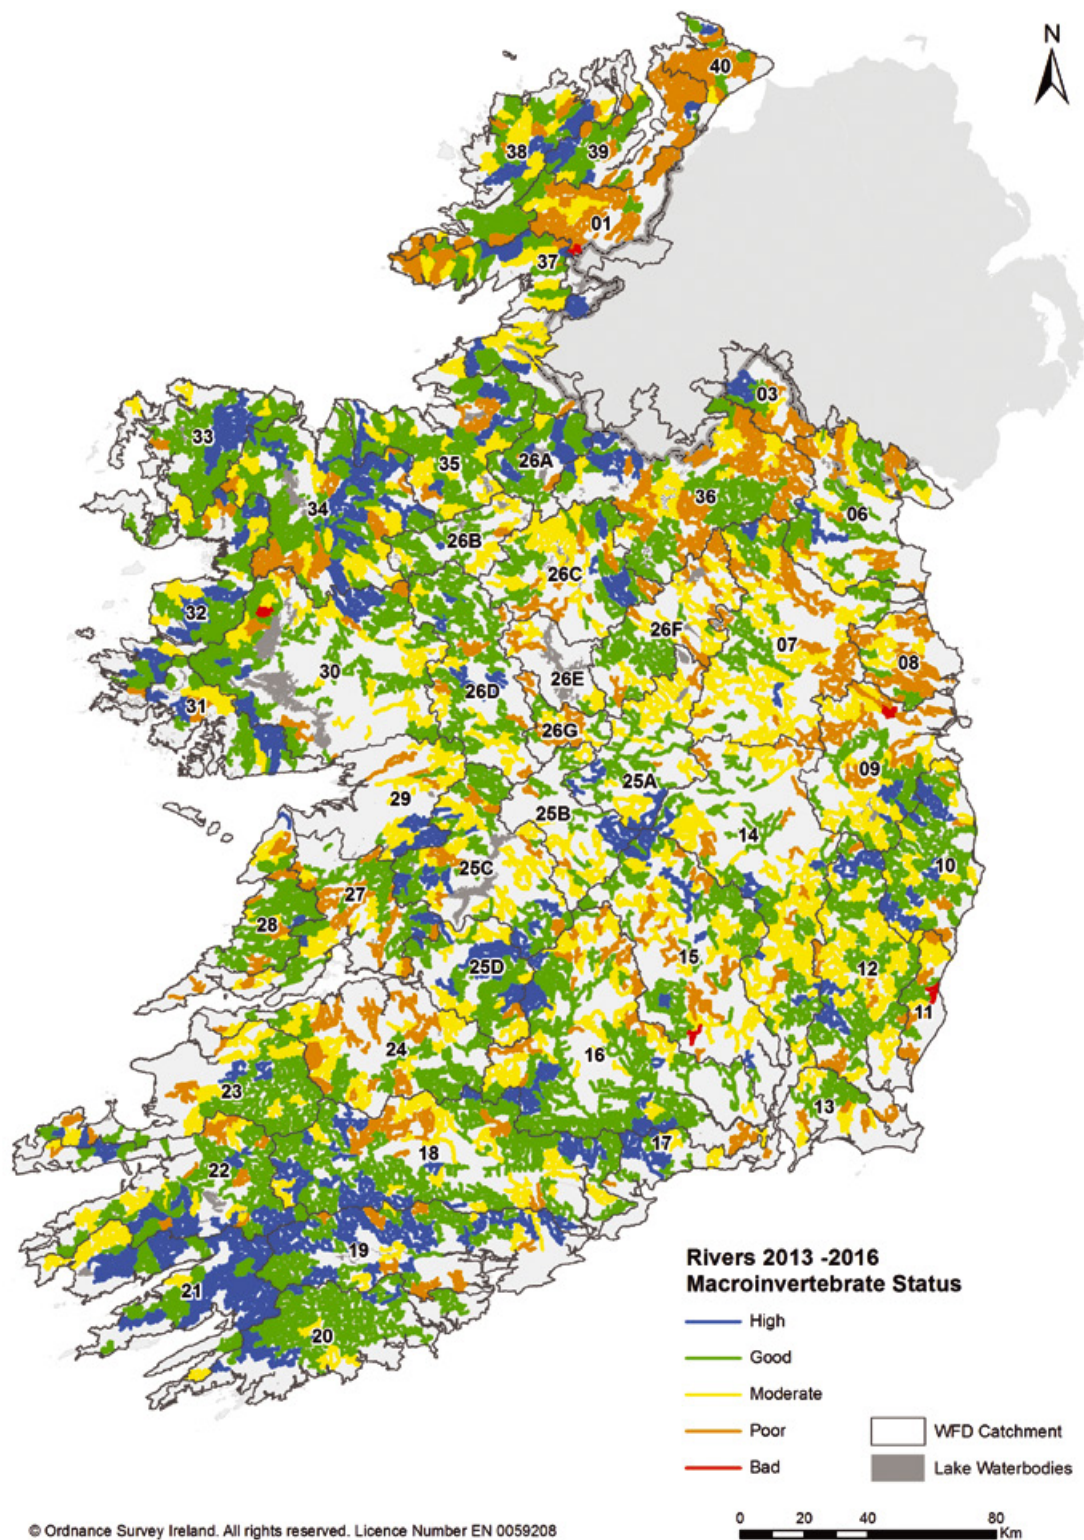 N
40
38
39
01
37
03
33
26A
35
36
34
06
26B
26C
32
26F
07
08
30
26E
26D
31
26G
09
25A
29
25B
14
25C
10
27
28
15
12
25D
11
24
16
23
13
17
18
22
19
21
20
Rivers 2013 -2016
Macroinvertebrate Status
High
Good
Moderate
Poor
WFD Catchment
Bad
Lake Waterbodies
0 20 40 80
Km
© Ordnance Survey Ireland. All rights reserved. Licence Number EN 0059208